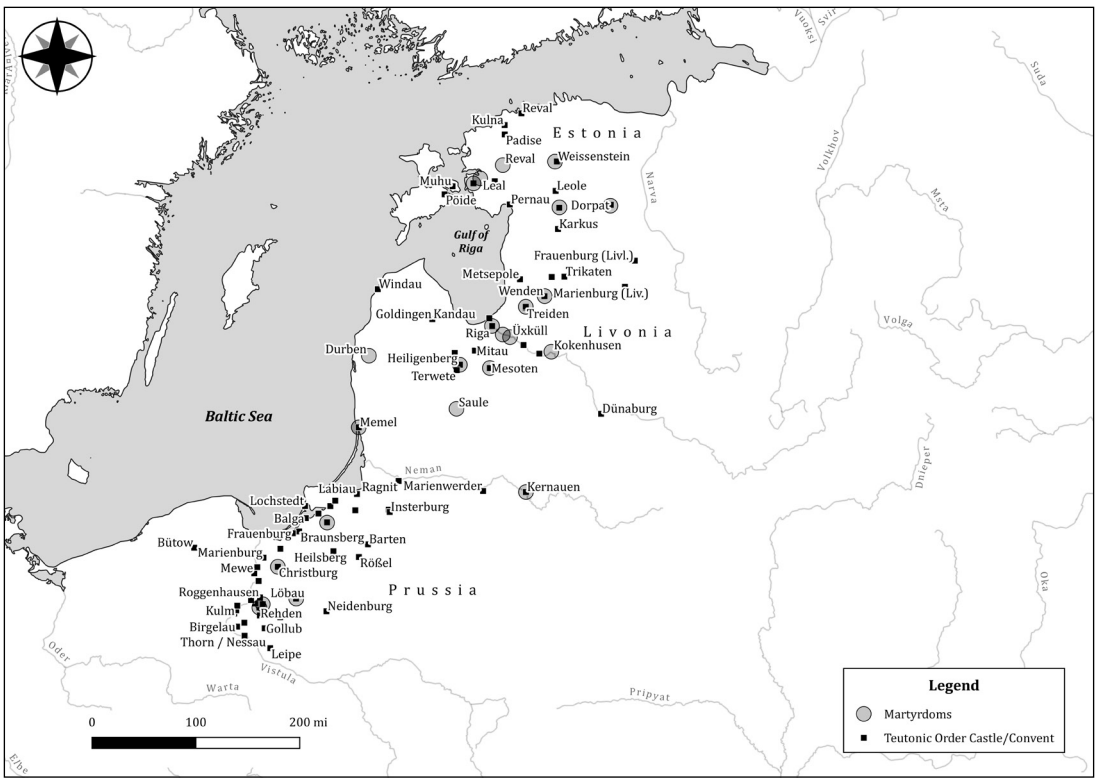 Vuoksi
Svir
Suda
Reval
Kulna
Estonia
Padise
Volkhov
Reval
Weissenstein
Narva
Muhu
Leal
Leole
Msta
Pöide
Pernau
Dorpat
Karkus
Gulf of
Riga
Frauenburg (Livl.)
Metsepole
Trikaten
Windau
Wenden
Marienburg (Liv.)
Goldingen
Kandau
Treiden
Volga
Riga
Üxküll
Livonia
Durben
Heiligenberg
Mitau
Kokenhusen
Terwete
Mesoten
Saule
Dünaburg
Baltic Sea
Memel
Neman
Dnieper
Labiau
Ragnit
Marienwerder
Kernauen
Lochstedt
Insterburg
Balga
Frauenburg
Braunsberg
Barten
Bütow
Marienburg
Heilsberg
Rößel
Mewe
Christburg
Prussia
Oka
Roggenhausen
Löbau
Kulm
Rehden
Neidenburg
Birgelau
Gollub
Thorn / Nessau
Leipe
Oder
Vistula
Warta
Pripyat
Legend
Martyrdoms
Teutonic Order Castle/Convent
0 100 200 mi
Elbe